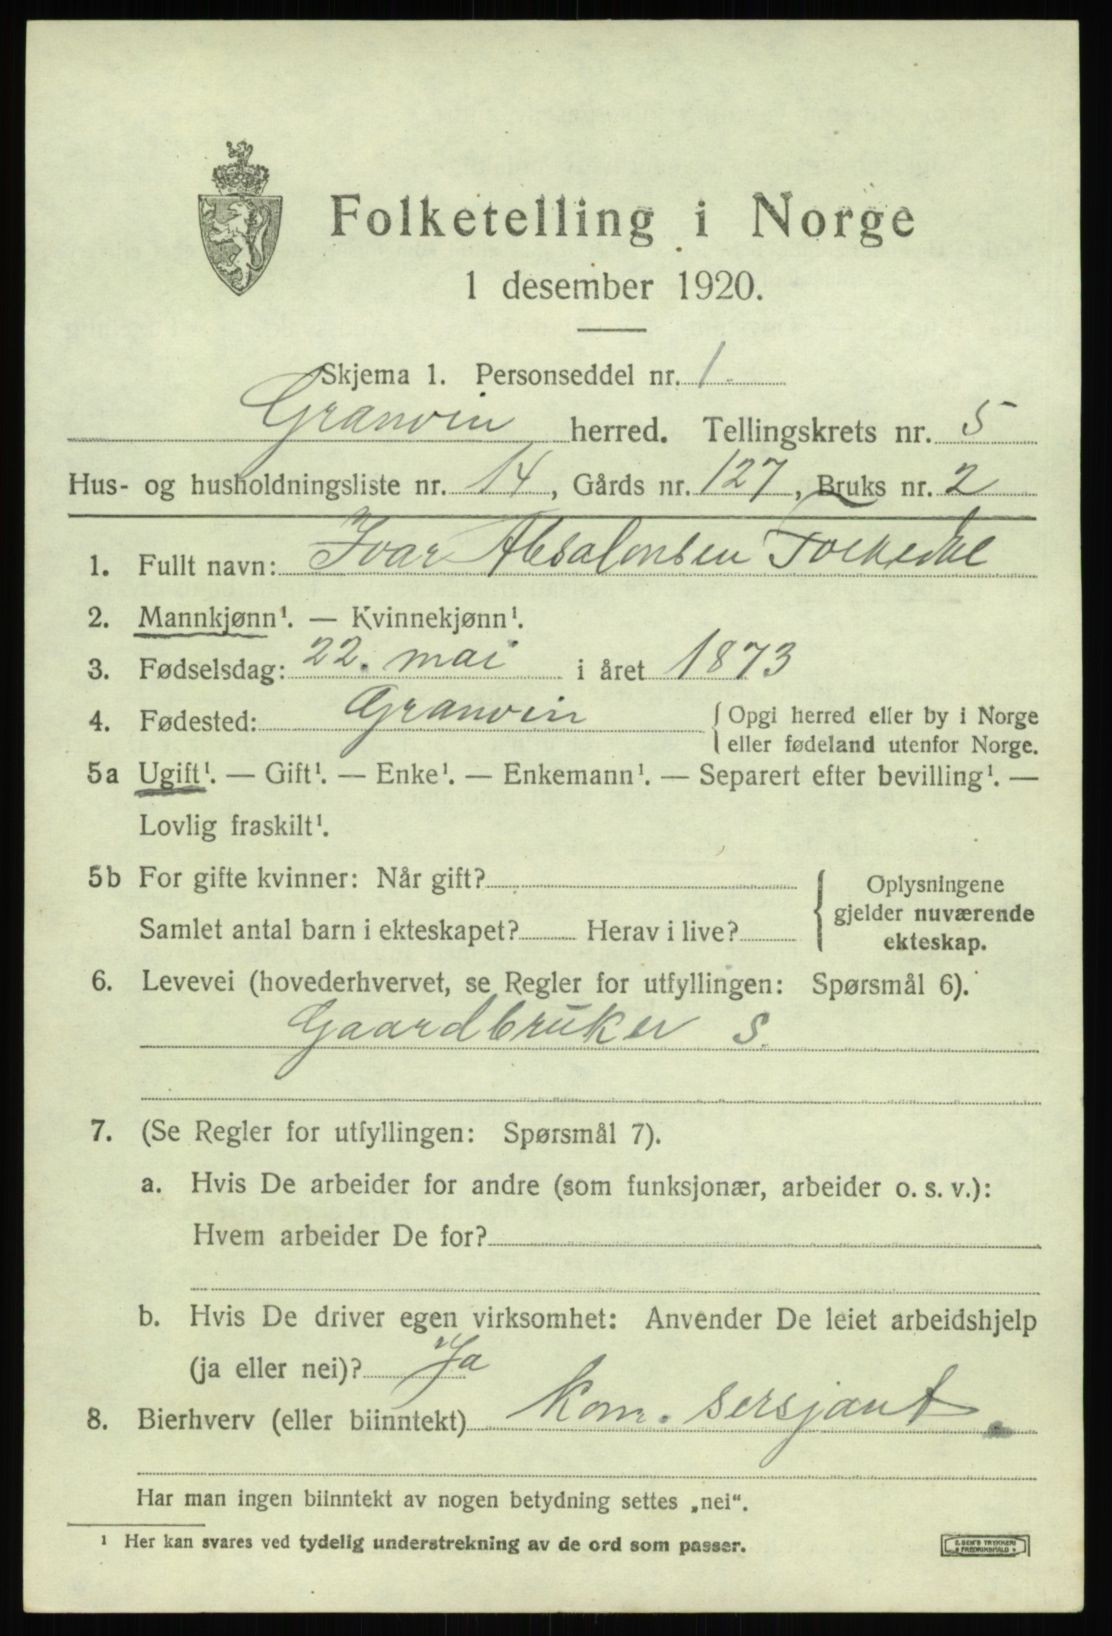 Folketelling i Norge
1 desember 1920.
Skjema 1. Personseddel nr. 1.
Granvin herred. Tellingskrets nr. 5
Hus- og husholdningsliste nr. 14, Gårds nr. 127, Bruks nr. 2
1. Fullt navn: Ivar Absalonsen
2. Mannkjønn¹. — Kvinnekjønn¹.
3. Fødselsdag: 22. mai i året 1873
4. Fødested: Granvin { Opgi herred eller by i Norge
eller fødeland utenfor Norge.
5a Ugift¹. — Gift¹. — Enke¹. — Enkemann¹. — Separert efter bevilling¹. —
Lovlig fraskilt¹.
5b For gifte kvinner: Når gift?
Samlet antal barn i ekteskapet? Herav i live?
Oplysningene
gjelder nuværende
ekteskap.
6. Levevei (hovederhvervet, se Regler for utfyllingen: Spørsmål 6).
Gaardbruker S.
7. (Se Regler for utfyllingen: Spørsmål 7).
a. Hvis De arbeider for andre (som funksjonær, arbeider o. s. v.):
Hvem arbeider De for?
b. Hvis De driver egen virksomhet: Anvender De leiet arbeidshjelp
(ja eller nei)? Ja
8. Bierhverv (eller biinntekt) Kom. sersjant
Har man ingen biinntekt av nogen betydning settes „nei“.
¹ Her kan svares ved tydelig understrekning av de ord som passer.